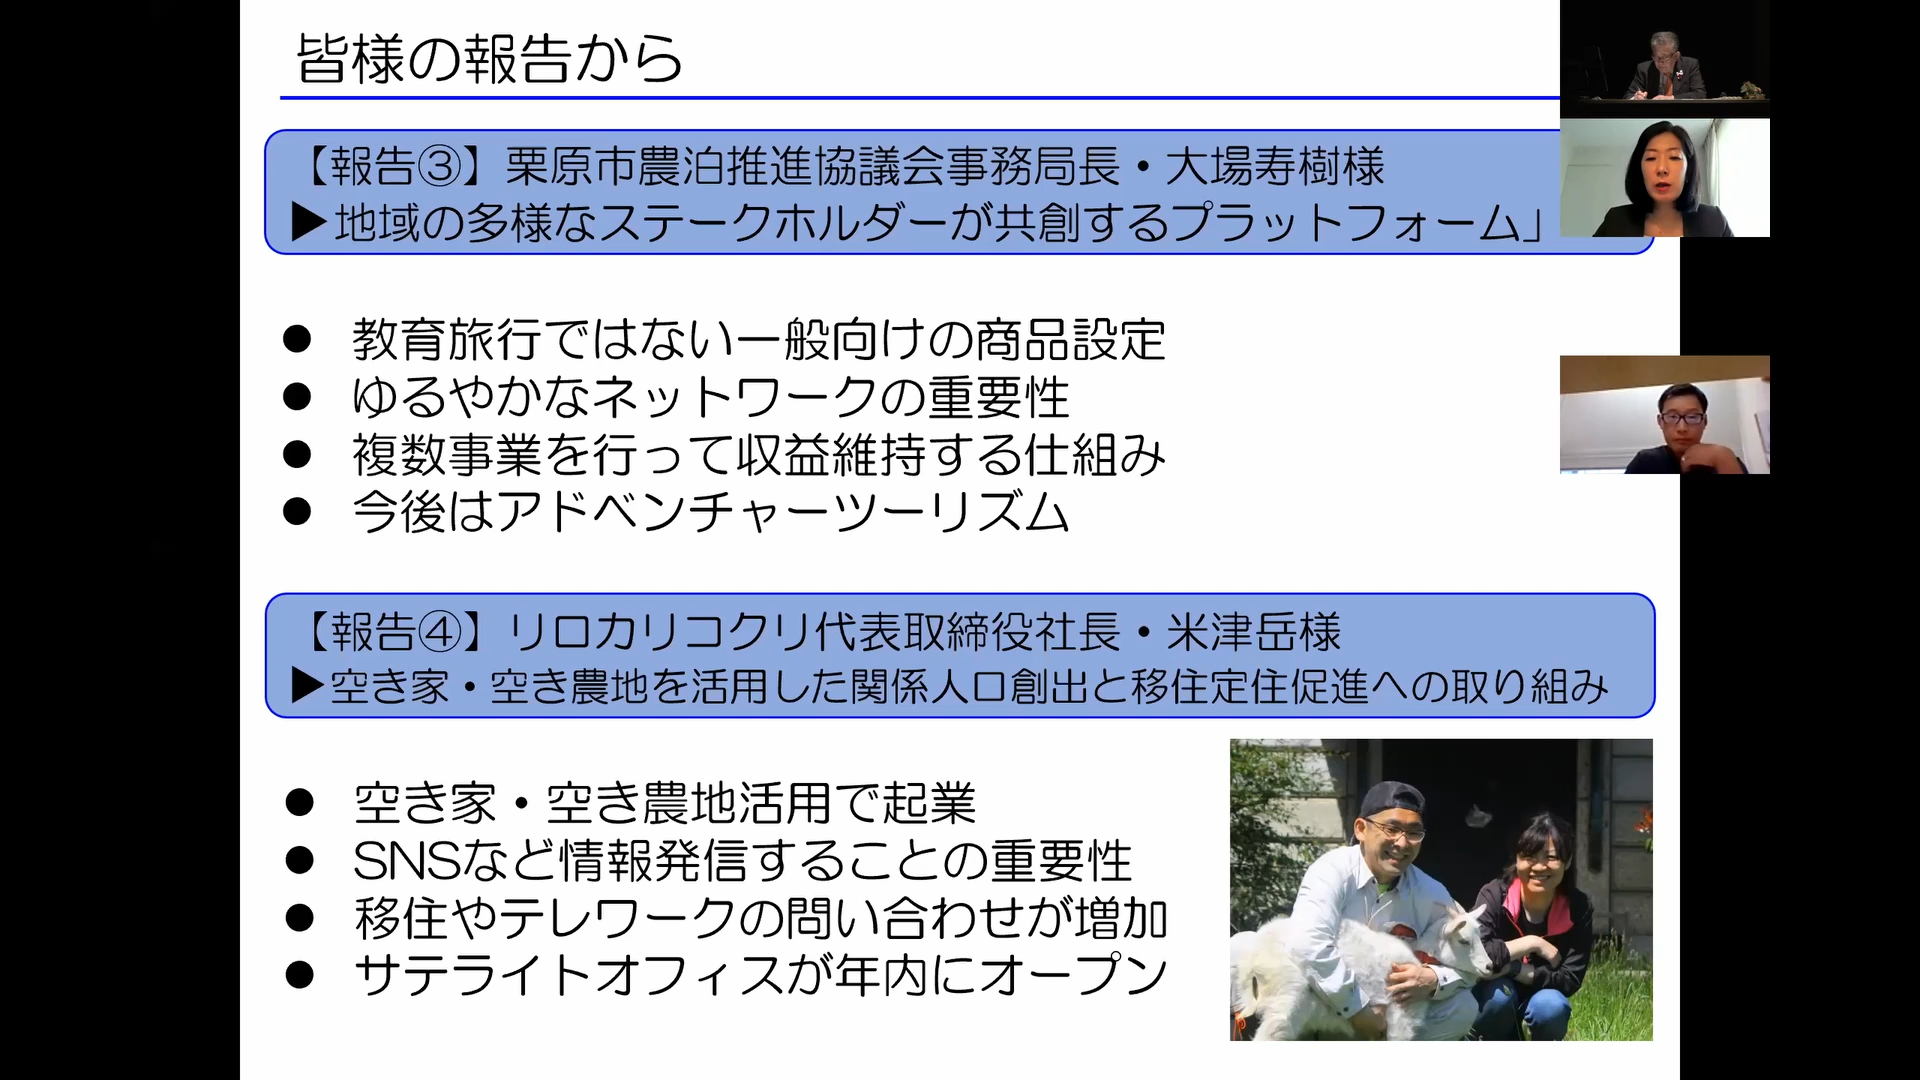 皆様の報告から
【報告③】栗原市農泊推進協議会事務局長・大場寿樹様
▶地域の多様なステークホルダーが共創するプラットフォーム」
● 教育旅行ではない一般向けの商品設定
● ゆるやかなネットワークの重要性
● 複数事業を行って収益維持する仕組み
● 今後はアドベンチャーツーリズム
【報告④】リロカリコクリ代表取締役社長・米津岳様
▶空き家・空き農地を活用した関係人口創出と移住定住促進への取り組み
● 空き家・空き農地活用で起業
● SNSなど情報発信することの重要性
● 移住やテレワークの問い合わせが増加
● サテライトオフィスが年内にオープン